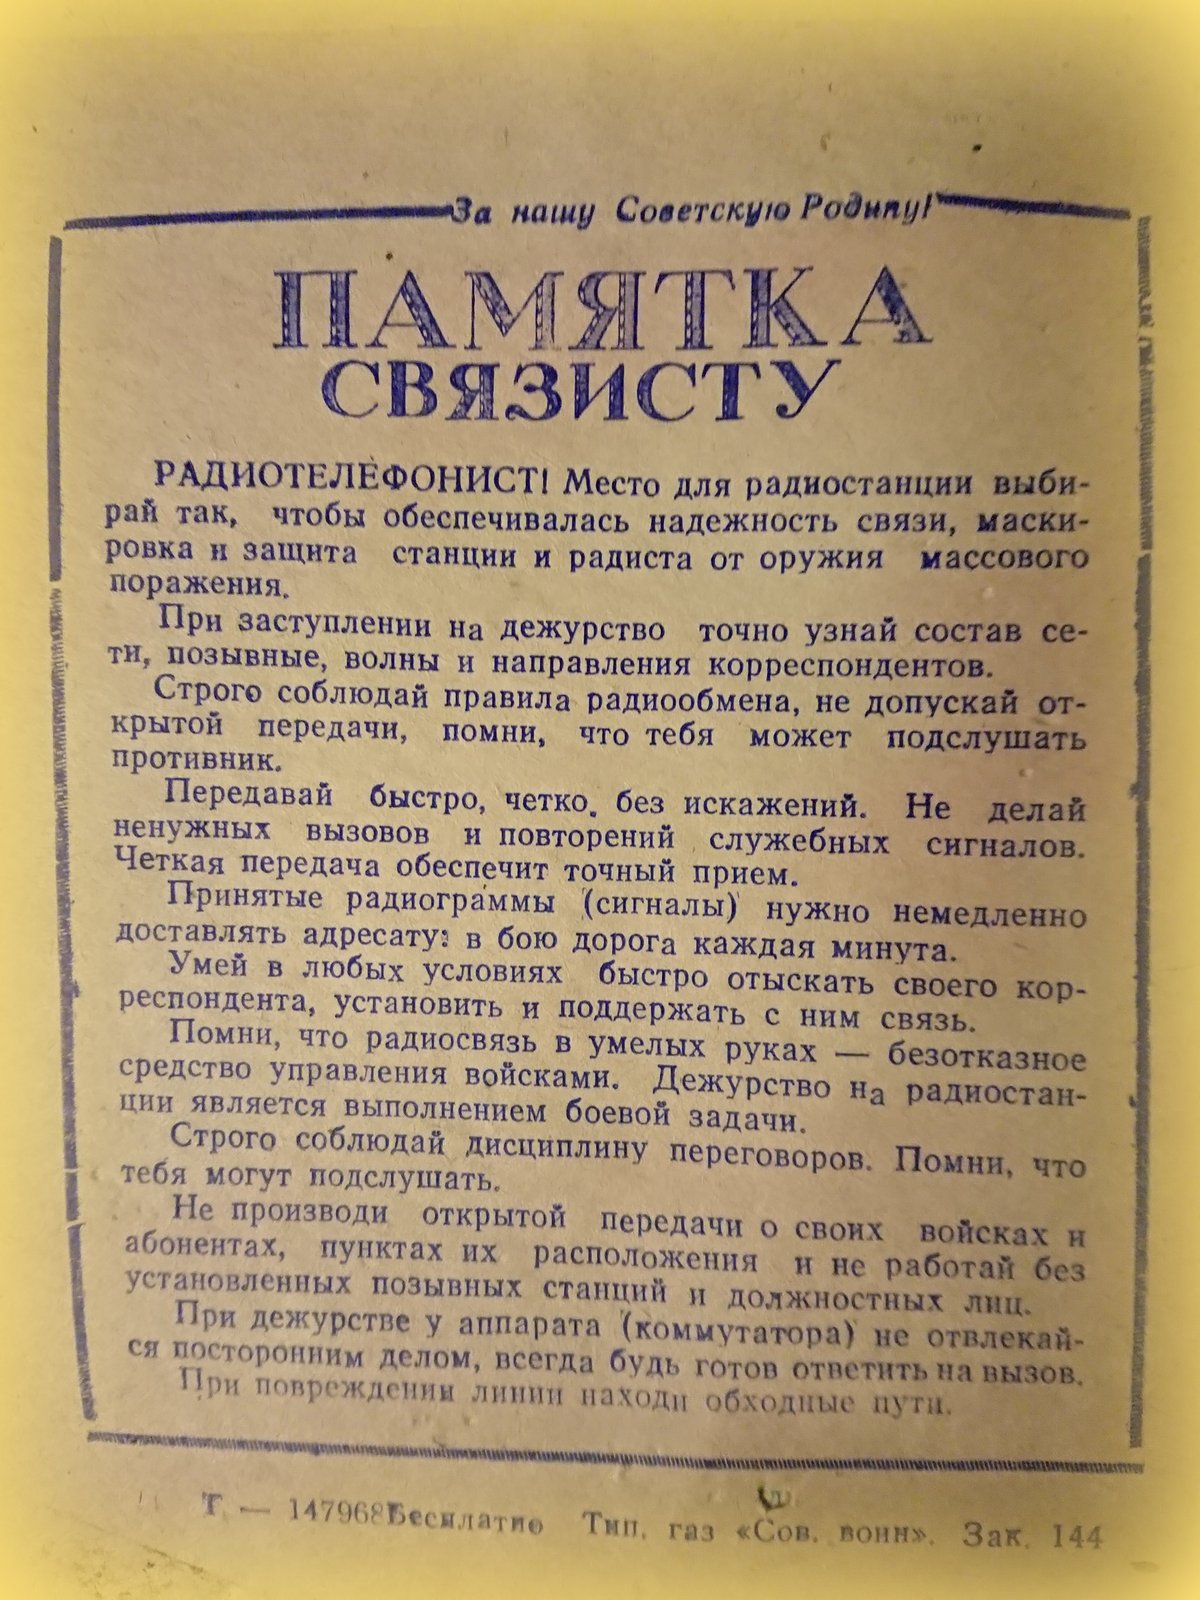 За нашу Советскую Родину!
ПАМЯТКА
СВЯЗИСТУ
РАДИОТЕЛЕФОНИСТ! Место для радиостанции выби-
рай так, чтобы обеспечивалась надежность связи, маски-
ровка и защита станции и радиста от оружия массового
поражения.
При заступлении на дежурство точно узнай состав се-
ти, позывные, волны и направления корреспондентов.
Строго соблюдай правила радиообмена, не допускай от-
крытой передачи, помни, что тебя может подслушать
противник.
Передавай быстро, четко. без искажений. Не делай
ненужных вызовов и повторений служебных сигналов.
Четкая передача обеспечит точный прием.
Принятые радиограммы (сигналы) нужно немедленно
доставлять адресату: в бою дорога каждая минута.
Умей в любых условиях быстро отыскать своего кор-
респондента, установить и поддержать с ним связь.
Помни, что радиосвязь в умелых руках — безотказное
средство управления войсками. Дежурство на радиостан-
ции является выполнением боевой задачи.
Строго соблюдай дисциплину переговоров. Помни, что
тебя могут подслушать.
Не производи открытой передачи о своих войсках и
абонентах, пунктах их расположения и не работай без
установленных позывных станций и должностных лиц.
При дежурстве у аппарата (коммутатора) не отвлекай-
ся посторонним делом, всегда будь готов ответить на вызов.
При повреждении линии находи обходные пути.
Т. — Бесплатно Тип. газ «Сов. воин». Зак. 144